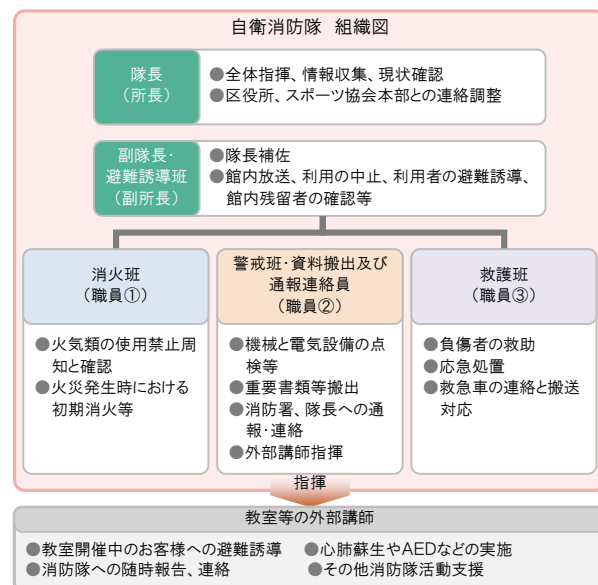 自衛消防隊 組織図
隊長
（所長）
●全体指揮、情報収集、現状確認
●区役所、スポーツ協会本部との連絡調整
副隊長・
避難誘導班
（副所長）
●隊長補佐
●館内放送、利用の中止、利用者の避難誘導、
館内残留者の確認等
消火班
（職員①）
●火気類の使用禁止周
知と確認
●火災発生時における
初期消火等
警戒班・資料搬出及び
通報連絡員
（職員②）
●機械と電気設備の点
検等
●重要書類等搬出
●消防署、隊長への通
報・連絡
●外部講師指揮
救護班
（職員③）
●負傷者の救助
●応急処置
●救急車の連絡と搬送
対応
指揮
教室等の外部講師
●教室開催中のお客様への避難誘導
●消防隊への随時報告、連絡
●心肺蘇生やAEDなどの実施
●その他消防隊活動支援